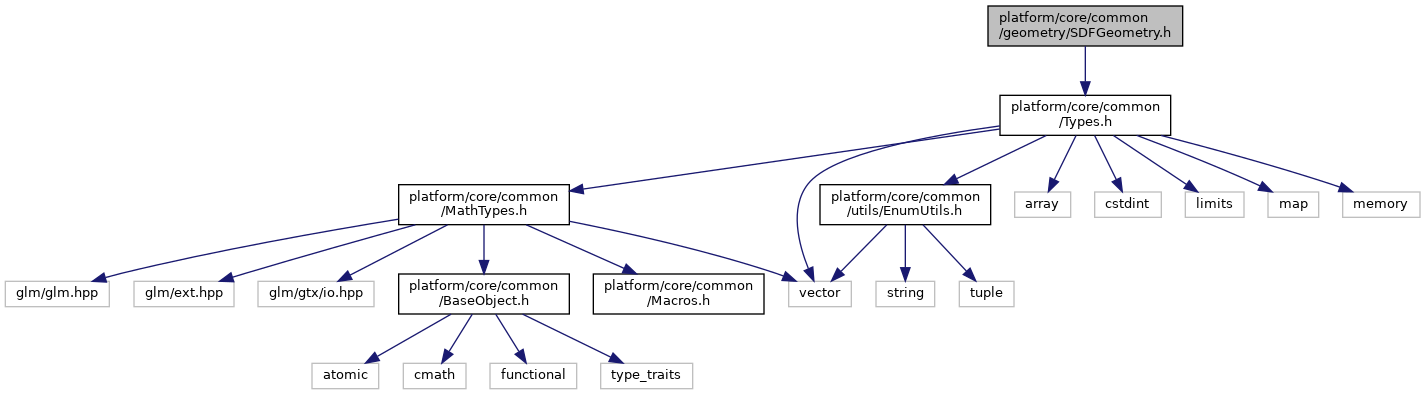 platform/core/common
/geometry/SDFGeometry.h
platform/core/common
/Types.h
platform/core/common
/MathTypes.h
platform/core/common
/utils/EnumUtils.h
array
cstdint
limits
map
memory
glm/glm.hpp
glm/ext.hpp
glm/gtx/io.hpp
platform/core/common
/BaseObject.h
platform/core/common
/Macros.h
vector
string
tuple
atomic
cmath
functional
type_traits